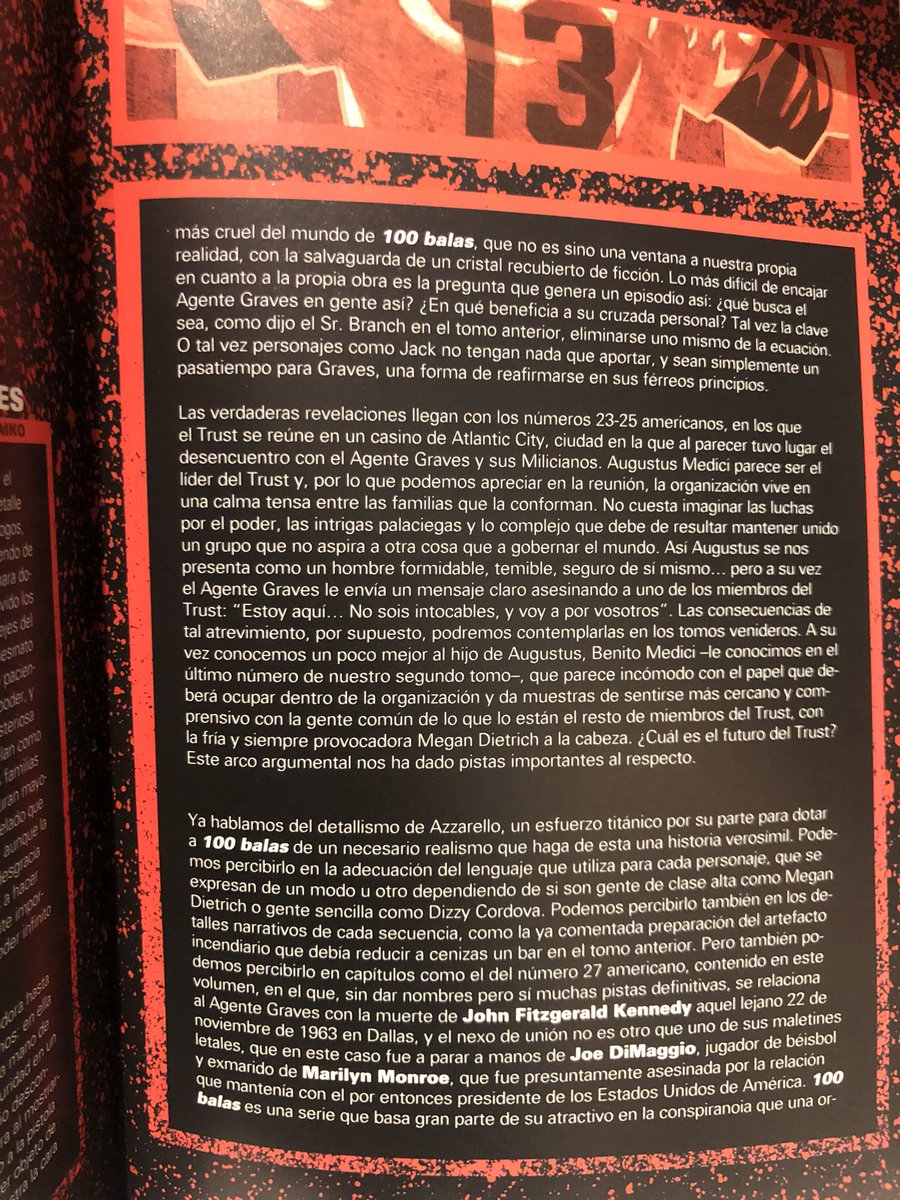 13
más cruel del mundo de 100 balas, que no es sino una ventana a nuestra propia
realidad, con la salvaguarda de un cristal recubierto de ficción. Lo más difícil de encajar
en cuanto a la propia obra es la pregunta que genera un episodio así: ¿qué busca el
Agente Graves en gente así? ¿En qué beneficia a su cruzada personal? Tal vez la clave
sea, como dijo el Sr. Branch en el tomo anterior, eliminarse uno mismo de la ecuación.
O tal vez personajes como Jack no tengan nada que aportar, y sean simplemente un
pasatiempo para Graves, una forma de reafirmarse en sus férreos principios.
Las verdaderas revelaciones llegan con los números 23-25 americanos, en los que
el Trust se reúne en un casino de Atlantic City, ciudad en la que al parecer tuvo lugar el
desencuentro con el Agente Graves y sus Milicianos. Augustus Medici parece ser el
líder del Trust y, por lo que podemos apreciar en la reunión, la organización vive en
una calma tensa entre las familias que la conforman. No cuesta imaginar las luchas
por el poder, las intrigas palaciegas y lo complejo que debe de resultar mantener unido
un grupo que no aspira a otra cosa que a gobernar el mundo. Así Augustus se nos
presenta como un hombre formidable, temible, seguro de sí mismo... pero a su vez
el Agente Graves le envía un mensaje claro asesinando a uno de los miembros del
Trust: “Estoy aquí... No sois intocables, y voy a por vosotros”. Las consecuencias de
tal atrevimiento, por supuesto, podremos contemplarlas en los tomos venideros. A su
vez conocemos un poco mejor al hijo de Augustus, Benito Medici –le conocimos en el
último número de nuestro segundo tomo–, que parece incómodo con el papel que de-
berá ocupar dentro de la organización y da muestras de sentirse más cercano y com-
prensivo con la gente común de lo que lo están el resto de miembros del Trust, con
la fría y siempre provocadora Megan Dietrich a la cabeza. ¿Cuál es el futuro del Trust?
Este arco argumental nos ha dado pistas importantes al respecto.
Ya hablamos del detallismo de Azzarello, un esfuerzo titánico por su parte para dotar
a 100 balas de un necesario realismo que haga de esta una historia verosímil. Pode-
mos percibirlo en la adecuación del lenguaje que utiliza para cada personaje, que se
expresan de un modo u otro dependiendo de si son gente de clase alta como Megan
Dietrich o gente sencilla como Dizzy Cordova. Podemos percibirlo también en los de-
talles narrativos de cada secuencia, como la ya comentada preparación del artefacto
incendiario que debía reducir a cenizas un bar en el tomo anterior. Pero también po-
demos percibirlo en capítulos como el del número 27 americano, contenido en este
volumen, en el que, sin dar nombres pero sí muchas pistas definitivas, se relaciona
al Agente Graves con la muerte de John Fitzgerald Kennedy aquel lejano 22 de
noviembre de 1963 en Dallas, y el nexo de unión no es otro que uno de sus maletines
letales, que en este caso fue a parar a manos de Joe DiMaggio, jugador de béisbol
y exmarido de Marilyn Monroe, que fue presuntamente asesinada por la relación
que mantenía con el por entonces presidente de los Estados Unidos de América. 100
balas es una serie que basa gran parte de su atractivo en la conspiranoia que una or-